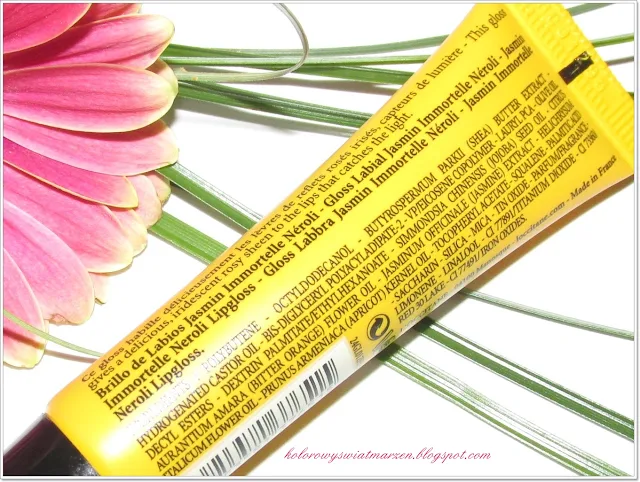 ce gloss habille délicieusement les lèvres de reflets rosés irisés, capteurs de lumière - This gloss
gives a delicious iridescent rosy sheen to the lips that catches the light.
Brillo de Labios Jasmin Immortelle Néroli - Gloss Labial Jasmin Immortelle Néroli - Jasmin
Immortelle Neroli Lipgloss - Gloss Labbra Jasmin Immortelle Néroli - Jasmin Immortelle
Neroli Lipgloss.
POLYBUTENE - OCTYLDODECANOL - BUTYROSPERMUM PARKII (SHEA) BUTTER EXTRACT -
HYDROGENATED CASTOR OIL - BIS-DIGLYCERYL POLYACYLADIPATE-2 - VP/EICOSENE COPOLYMER - LAUROYL
DECYL ESTERS - DEXTRIN PALMITATE/ETHYLHEXANOATE - SIMMONDSIA CHINENSIS (JOJOBA) SEED OIL - CITRUS
AURANTIUM AMARA (BITTER ORANGE) FLOWER OIL - JASMINUM OFFICINALE (JASMINE) EXTRACT - HELICHRYSUM
ITALICUM FLOWER OIL - PRUNUS ARMENIACA (APRICOT) KERNEL OIL - TOCOPHERYL ACETATE - SQUALENE - PALMITIC ACID
- SACCHARIN - SILICA - MICA - TIN OXIDE - PARFUM/FRAGRANCE
LIMONENE - LINALOOL - CI 77891/TITANIUM DIOXIDE -
RED 30 LAKE - CI 77491/ IRON OXIDES.
loccitane.com - Made in France
kolorowyswiatmarzen.blogspot.com